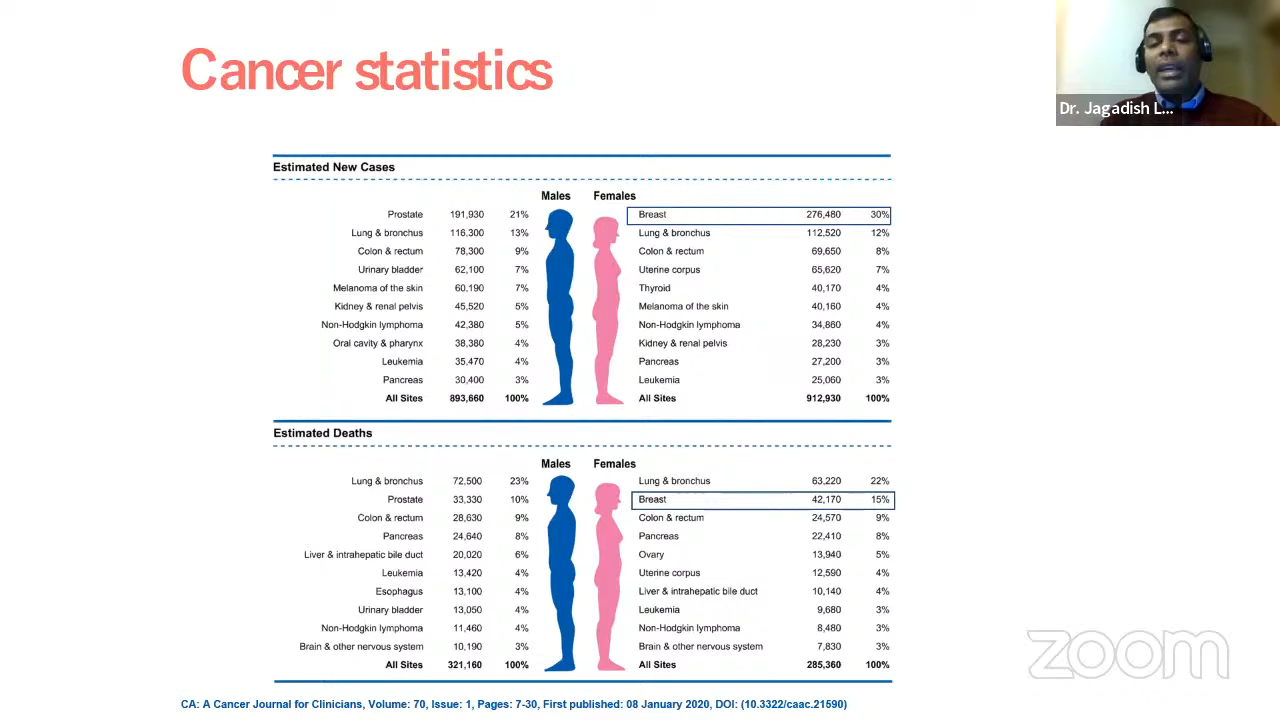 Cancer statistics
Dr. Jagadish L...
Estimated New Cases
Males Females
Prostate 191,930 21% Breast 276,480 30%
Lung & bronchus 116,300 13% Lung & bronchus 112,520 12%
Colon & rectum 78,300 9% Colon & rectum 69,650 8%
Urinary bladder 62,100 7% Uterine corpus 65,620 7%
Melanoma of the skin 60,190 7% Thyroid 40,170 4%
Kidney & renal pelvis 45,520 5% Melanoma of the skin 40,160 4%
Non-Hodgkin lymphoma 42,380 5% Non-Hodgkin lymphoma 34,860 4%
Oral cavity & pharynx 38,380 4% Kidney & renal pelvis 28,230 3%
Leukemia 35,470 4% Pancreas 27,200 3%
Pancreas 30,400 3% Leukemia 25,060 3%
All Sites 893,660 100% All Sites 912,930 100%
Estimated Deaths
Males Females
Lung & bronchus 72,500 23% Lung & bronchus 63,220 22%
Prostate 33,330 10% Breast 42,170 15%
Colon & rectum 28,630 9% Colon & rectum 24,570 9%
Pancreas 24,640 8% Pancreas 22,410 8%
Liver & intrahepatic bile duct 20,020 6% Ovary 13,940 5%
Leukemia 13,420 4% Uterine corpus 12,590 4%
Esophagus 13,100 4% Liver & intrahepatic bile duct 10,140 4%
Urinary bladder 13,050 4% Leukemia 9,680 3%
Non-Hodgkin lymphoma 11,460 4% Non-Hodgkin lymphoma 8,480 3%
Brain & other nervous system 10,190 3% Brain & other nervous system 7,830 3%
All Sites 321,160 100% All Sites 285,360 100%
zoom
CA: A Cancer Journal for Clinicians, Volume: 70, Issue: 1, Pages: 7-30, First published: 08 January 2020, DOI: (10.3322/caac.21590)